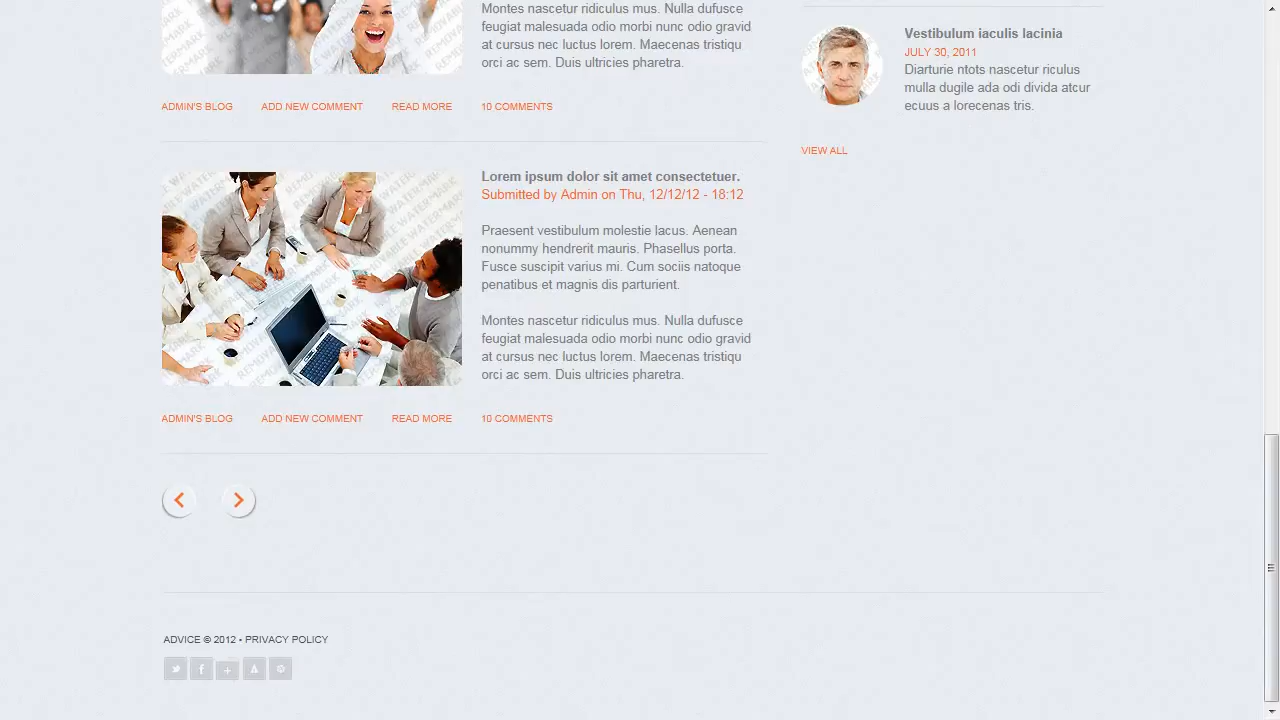 Montes nascetur ridiculus mus. Nulla dufusce
feugiat malesuada odio morbi nunc odio gravid
at cursus nec luctus lorem. Maecenas tristiqu
orci ac sem. Duis ultricies pharetra.
ADMIN'S BLOG ADD NEW COMMENT READ MORE 10 COMMENTS
Lorem ipsum dolor sit amet consectetuer.
Submitted by Admin on Thu, 12/12/12 - 18:12
Praesent vestibulum molestie lacus. Aenean
nonummy hendrerit mauris. Phasellus porta.
Fusce suscipit varius mi. Cum sociis natoque
penatibus et magnis dis parturient.
Montes nascetur ridiculus mus. Nulla dufusce
feugiat malesuada odio morbi nunc odio gravid
at cursus nec luctus lorem. Maecenas tristiqu
orci ac sem. Duis ultricies pharetra.
ADMIN'S BLOG ADD NEW COMMENT READ MORE 10 COMMENTS
Vestibulum iaculis lacinia
JULY 30, 2011
Diarturie ntots nascetur riculus
mulla dugile ada odi divida atcur
ecuus a lorecenas tris.
VIEW ALL
ADVICE © 2012 • PRIVACY POLICY